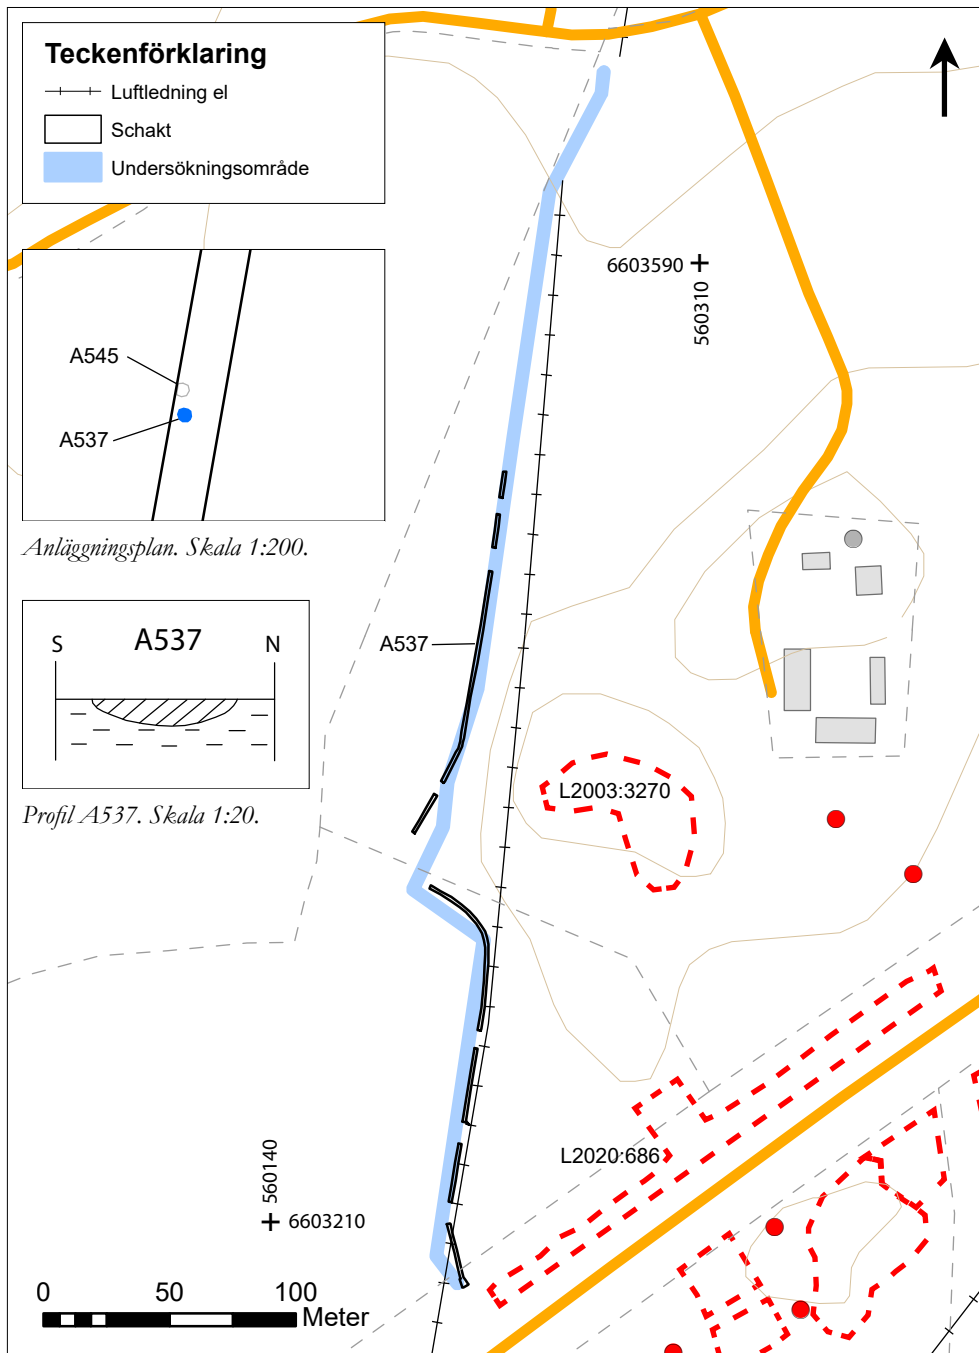 Teckenförklaring
Luftledning el
Schakt
Undersökningsområde
6603590
560310
A545
A537
Anläggningsplan. Skala 1:200.
S A537 N
Profil A537. Skala 1:20.
A537
L2003:3270
L2020:686
560140
6603210
0 50 100
Meter